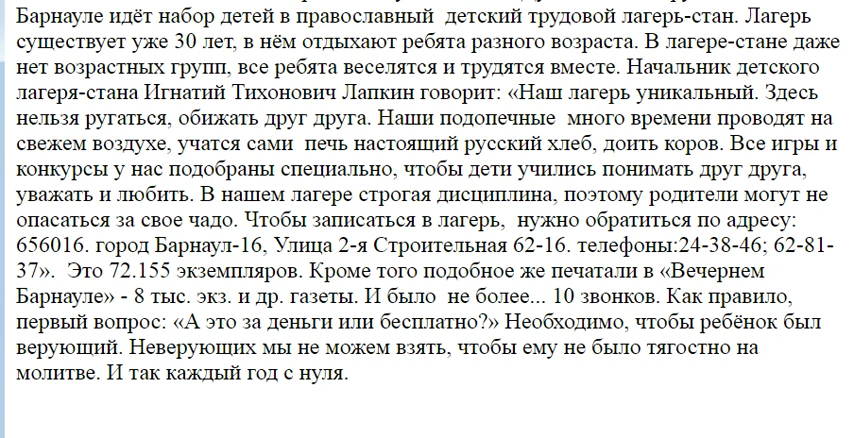 Барнауле идёт набор детей в православный  детский трудовой лагерь-стан. Лагерь
существует уже 30 лет, в нём отдыхают ребята разного возраста. В лагере-стане даже
нет возрастных групп, все ребята веселятся и трудятся вместе. Начальник детского
лагеря-стана Игнатий Тихонович Лапкин говорит: «Наш лагерь уникальный. Здесь
нельзя ругаться, обижать друг друга. Наши подопечные  много времени проводят на
свежем воздухе, учатся сами  печь настоящий русский хлеб, доить коров. Все игры и
конкурсы у нас подобраны специально, чтобы дети учились понимать друг друга,
уважать и любить. В нашем лагере строгая дисциплина, поэтому родители могут не
опасаться за свое чадо. Чтобы записаться в лагерь,  нужно обратиться по адресу:
656016. город Барнаул-16, Улица 2-я Строительная 62-16. телефоны:24-38-46; 62-81-
37».  Это 72.155 экземпляров. Кроме того подобное же печатали в «Вечернем
Барнауле» - 8 тыс. экз. и др. газеты. И было  не более... 10 звонков. Как правило,
первый вопрос: «А это за деньги или бесплатно?» Необходимо, чтобы ребёнок был
верующий. Неверующих мы не можем взять, чтобы ему не было тягостно на
молитве. И так каждый год с нуля.